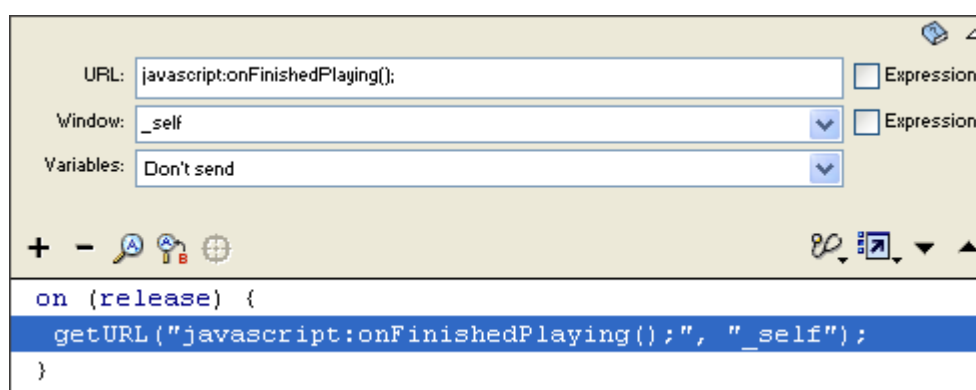 URL: javascript:onFinishedPlaying(); Expression
Window: _self Expression
Variables: Don't send
on (release) {
getURL("javascript:onFinishedPlaying();", "_self");
}